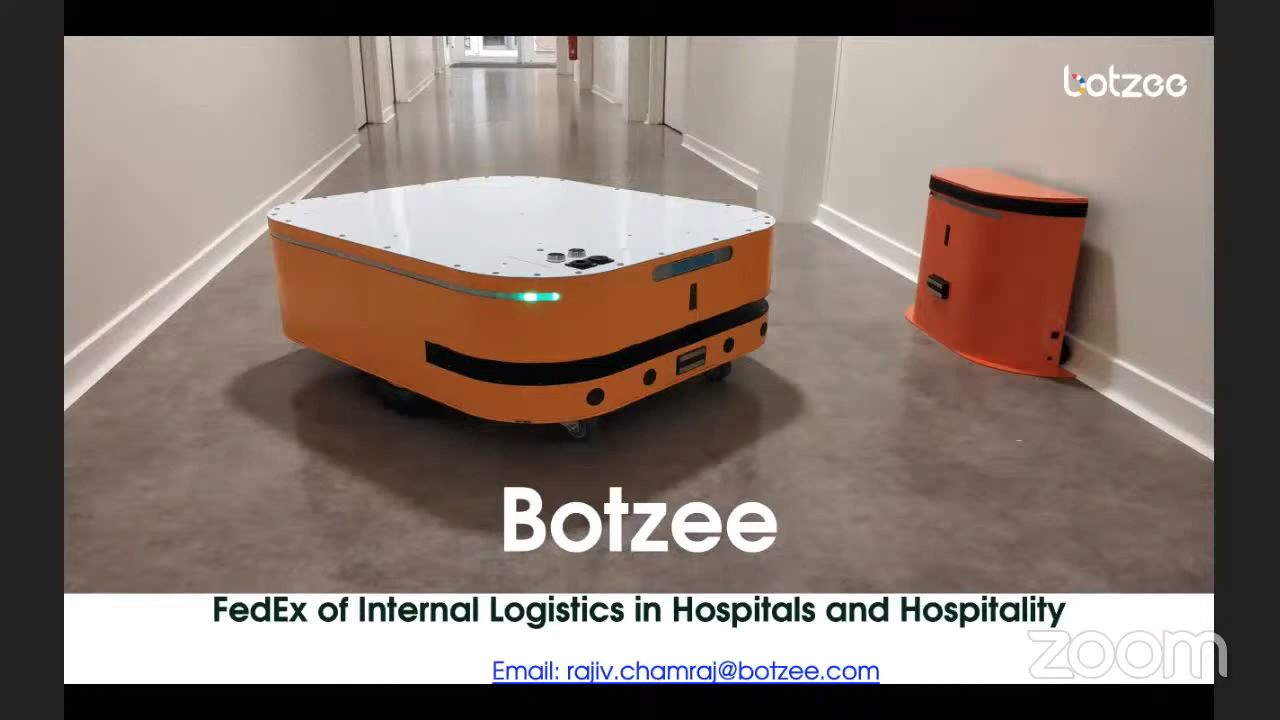 botzee
Botzee
FedEx of Internal Logistics in Hospitals and Hospitality
Email: rajiv.chamraj@botzee.com
zoom